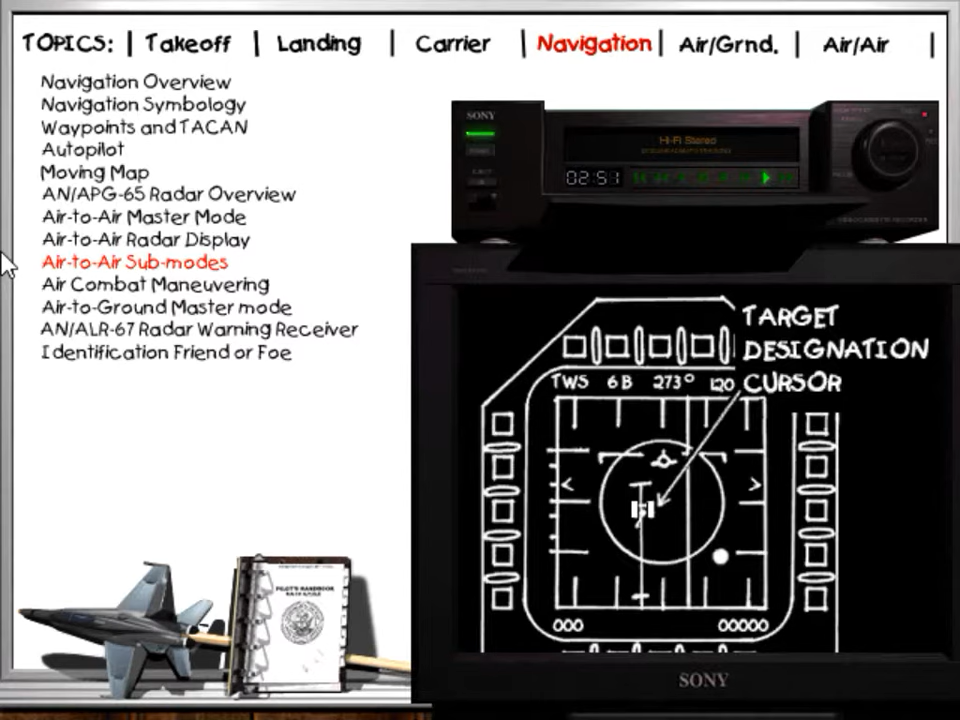 TOPICS: | Takeoff | Landing | Carrier | Navigation | Air/Grnd. | Air/Air |
Navigation Overview
Navigation Symbology
Waypoints and TACAN
Autopilot
Moving Map
AN/APG-65 Radar Overview
Air-to-Air Master Mode
Air-to-Air Radar Display
Air-to-Air Sub-modes
Air Combat Maneuvering
Air-to-Ground Master mode
AN/ALR-67 Radar Warning Receiver
Identification Friend or Foe
SONY
Hi-Fi Stereo
02:51
TARGET
DESIGNATION
CURSOR
TWS 6B 273° 120
000 00000
PILOT'S HANDBOOK
SONY